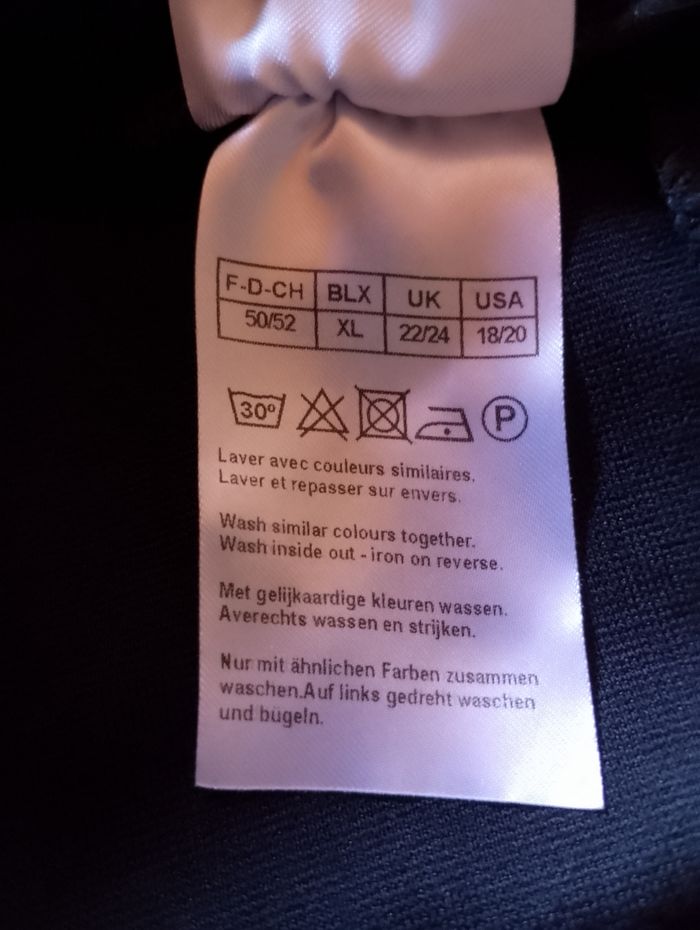 F-D-CH BLX UK USA
50/52 XL 22/24 18/20
30° P
Laver avec couleurs similaires.
Laver et repasser sur envers.
Wash similar colours together.
Wash inside out - iron on reverse.
Met gelijkaardige kleuren wassen.
Averechts wassen en strijken.
Nur mit ähnlichen Farben zusammen
waschen.Auf links gedreht waschen
und bügeln.